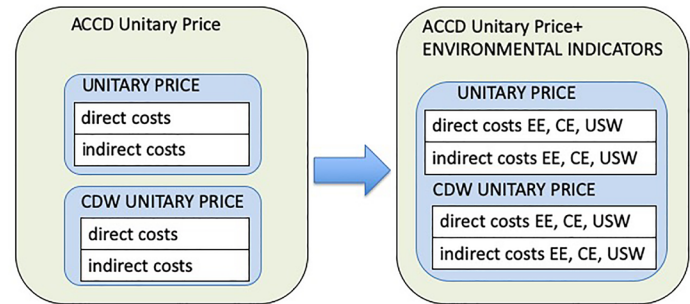 ACCD Unitary Price
UNITARY PRICE
direct costs
indirect costs
CDW UNITARY PRICE
direct costs
indirect costs
ACCD Unitary Price+
ENVIRONMENTAL INDICATORS
UNITARY PRICE
direct costs EE, CE, USW
indirect costs EE, CE, USW
CDW UNITARY PRICE
direct costs EE, CE, USW
indirect costs EE, CE, USW